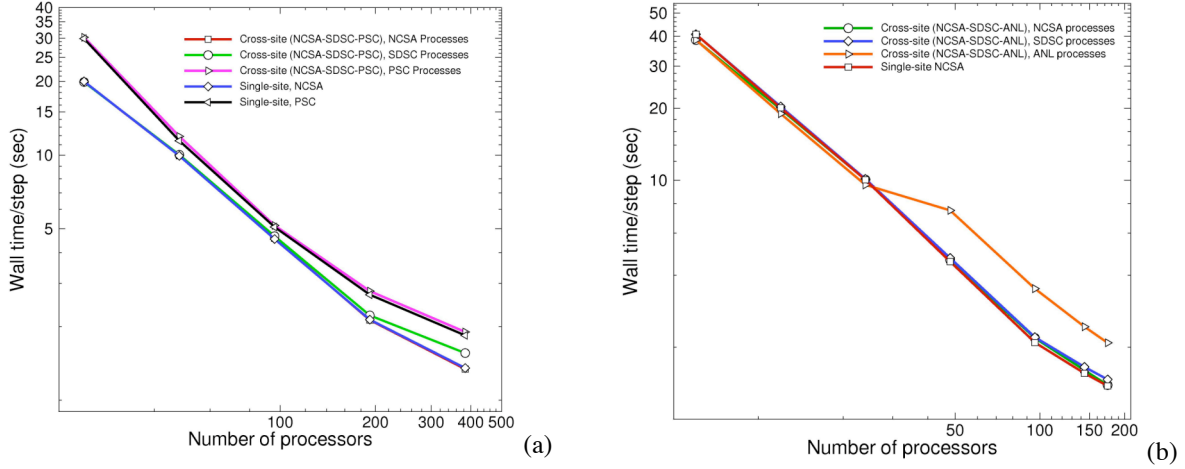 40
35
30
25
20
15
10
5
100
200
300
400
500
Wall time/step (sec)
Number of processors
Cross-site (NCSA-SDSC-PSC), NCSA Processes
Cross-site (NCSA-SDSC-PSC), SDSC Processes
Cross-site (NCSA-SDSC-PSC), PSC Processes
Single-site, NCSA
Single-site, PSC
(a)
50
40
30
20
10
50
100
150
200
Wall time/step (sec)
Number of processors
Cross-site (NCSA-SDSC-ANL), NCSA processes
Cross-site (NCSA-SDSC-ANL), SDSC processes
Cross-site (NCSA-SDSC-ANL), ANL processes
Single-site NCSA
(b)